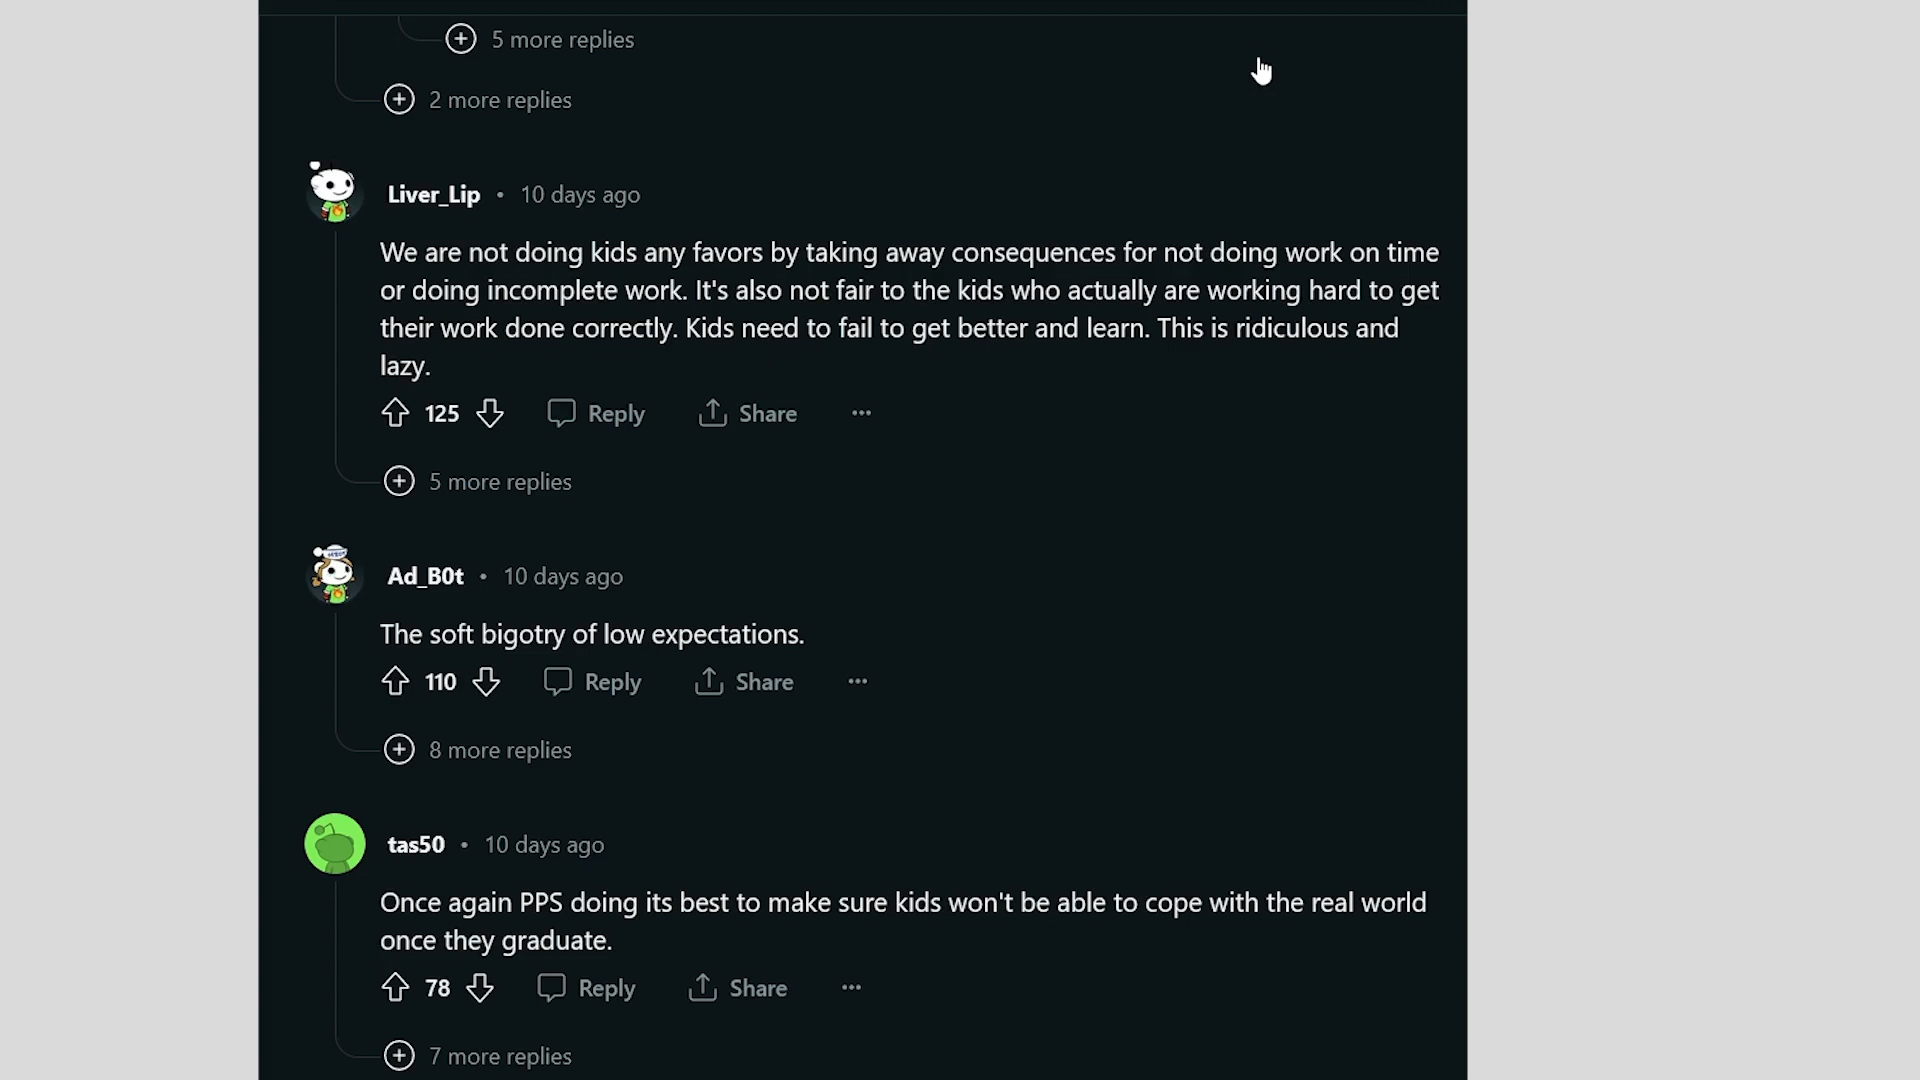 5 more replies
2 more replies
Liver_Lip • 10 days ago
We are not doing kids any favors by taking away consequences for not doing work on time
or doing incomplete work. It's also not fair to the kids who actually are working hard to get
their work done correctly. Kids need to fail to get better and learn. This is ridiculous and
lazy.
125 Reply Share ...
5 more replies
Ad_B0t • 10 days ago
The soft bigotry of low expectations.
110 Reply Share ...
8 more replies
tas50 • 10 days ago
Once again PPS doing its best to make sure kids won't be able to cope with the real world
once they graduate.
78 Reply Share ...
7 more replies